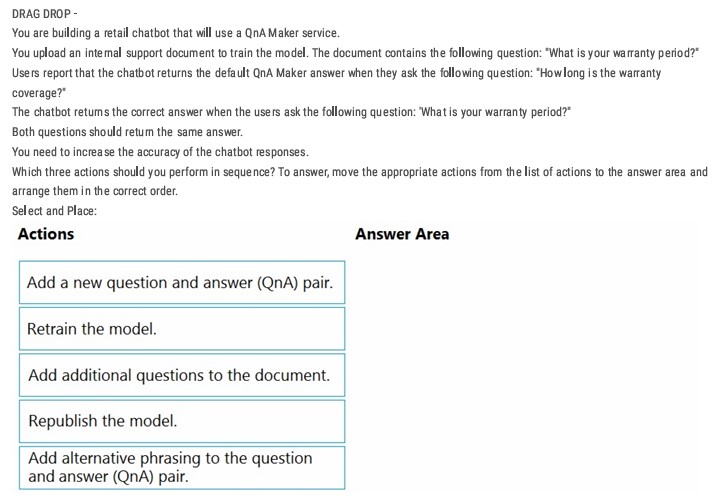 DRAG DROP -
You are building a retail chatbot that will use a QnA Maker service.
You upload an internal support document to train the model. The document contains the following question: "What is your warranty period?"
Users report that the chatbot returns the default QnA Maker answer when they ask the following question: "How long is the warranty
coverage?"
The chatbot returns the correct answer when the users ask the following question: 'What is your warranty period?"
Both questions should return the same answer.
You need to increase the accuracy of the chatbot responses.
Which three actions should you perform in sequence? To answer, move the appropriate actions from the list of actions to the answer area and
arrange them in the correct order.
Select and Place:
Actions
Answer Area
Add a new question and answer (QnA) pair.
Retrain the model.
Add additional questions to the document.
Republish the model.
Add alternative phrasing to the question
and answer (QnA) pair.